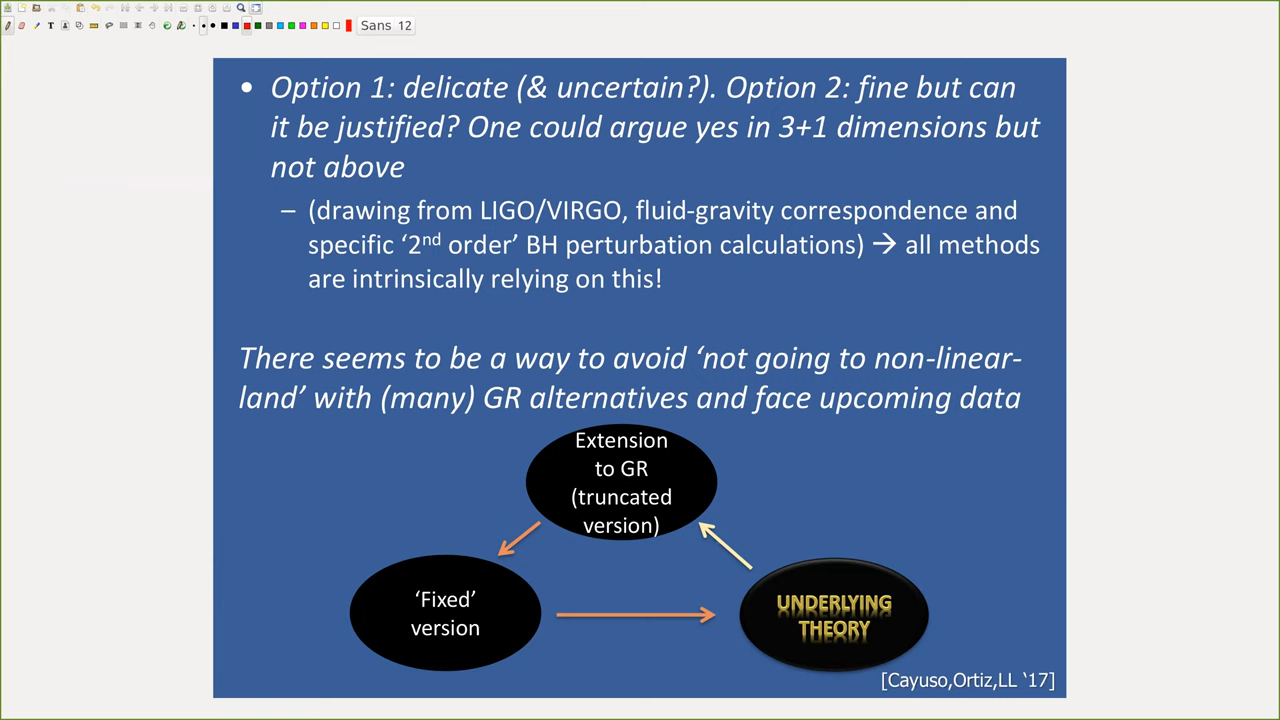 Sans 12
• Option 1: delicate (& uncertain?). Option 2: fine but can
it be justified? One could argue yes in 3+1 dimensions but
not above
– (drawing from LIGO/VIRGO, fluid-gravity correspondence and
specific ‘2nd order’ BH perturbation calculations) → all methods
are intrinsically relying on this!
There seems to be a way to avoid ‘not going to non-linear-
land’ with (many) GR alternatives and face upcoming data
Extension
to GR
(truncated
version)
‘Fixed’
version
UNDERLYING
THEORY
[Cayuso,Ortiz,LL ‘17]